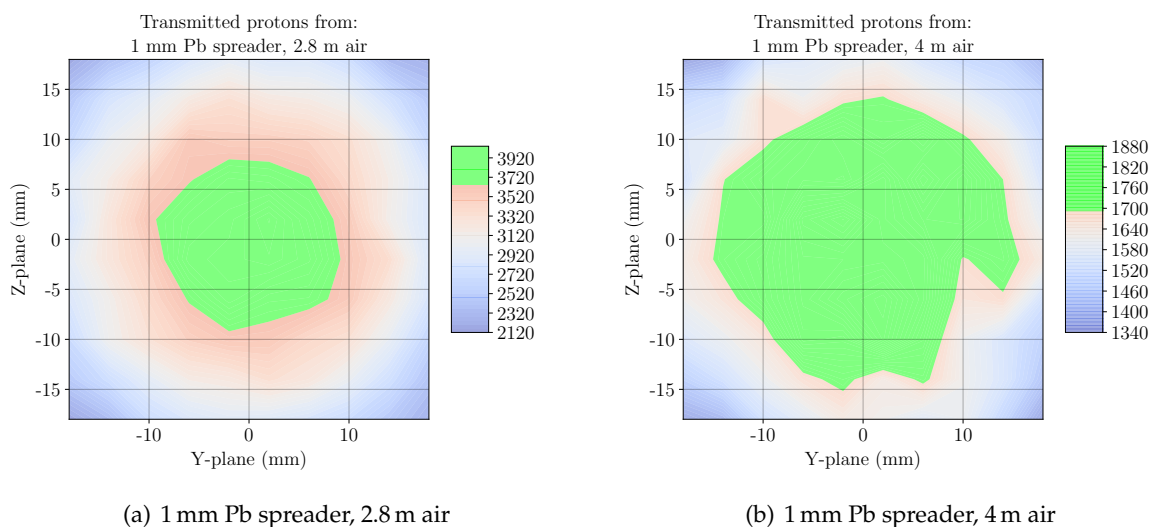 Transmitted protons from:
1 mm Pb spreader, 2.8 m air
15
10
5
0
-5
-10
-15
Z-plane (mm)
-10 0 10
Y-plane (mm)
3920
3720
3520
3320
3120
2920
2720
2520
2320
2120
(a) 1 mm Pb spreader, 2.8 m air
Transmitted protons from:
1 mm Pb spreader, 4 m air
15
10
5
0
-5
-10
-15
Z-plane (mm)
-10 0 10
Y-plane (mm)
1880
1820
1760
1700
1640
1580
1520
1460
1400
1340
(b) 1 mm Pb spreader, 4 m air